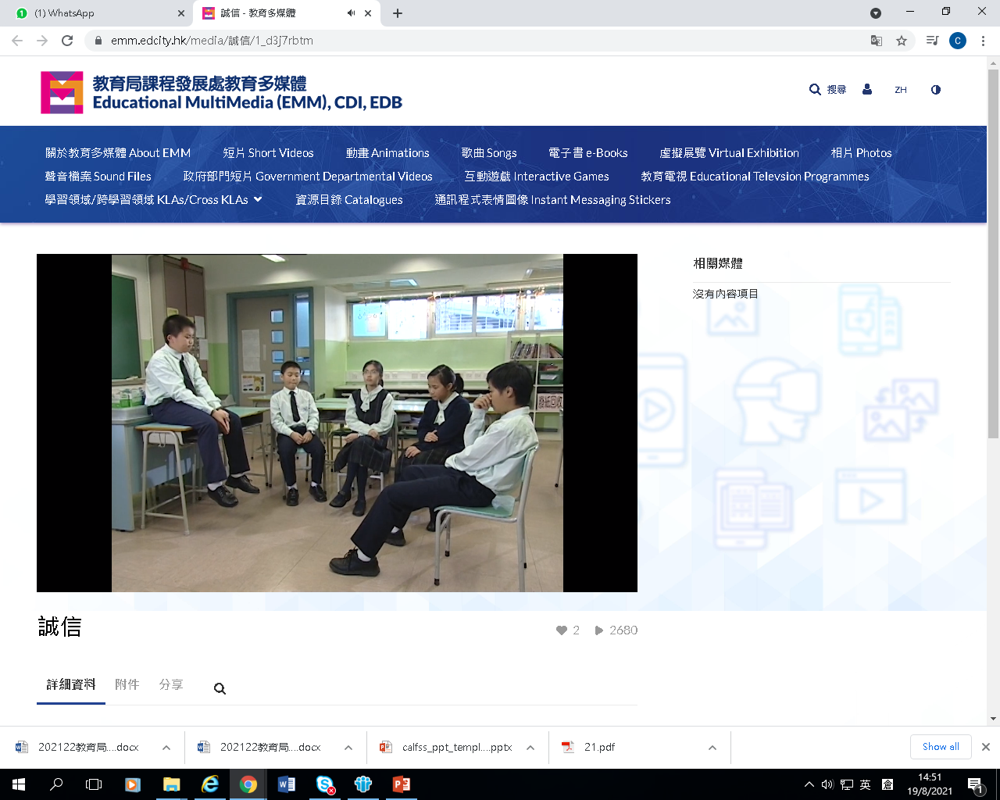 (1) WhatsApp
誠信 - 教育多媒體
emm.edcity.hk/media/誠信/1_d3j7rbtm
C
教育局課程發展處教育多媒體
Educational MultiMedia (EMM), CDI, EDB
搜尋
ZH
關於教育多媒體 About EMM 短片 Short Videos 動畫 Animations 歌曲 Songs 電子書 e-Books 虛擬展覽 Virtual Exhibition 相片 Photos
聲音檔案 Sound Files 政府部門短片 Government Departmental Videos 互動遊戲 Interactive Games 教育電視 Educational Televsion Programmes
學習領域/跨學習領域 KLAs/Cross KLAs 資源目錄 Catalogues 通訊程式表情圖像 Instant Messaging Stickers
相關媒體
沒有內容項目
廢紙回收
誠信
2 2680
詳細資料 附件 分享
202122教育局....docx 202122教育局....docx calfss_ppt_templ....pptx 21.pdf Show all
英 倉 14:51
19/8/2021 1